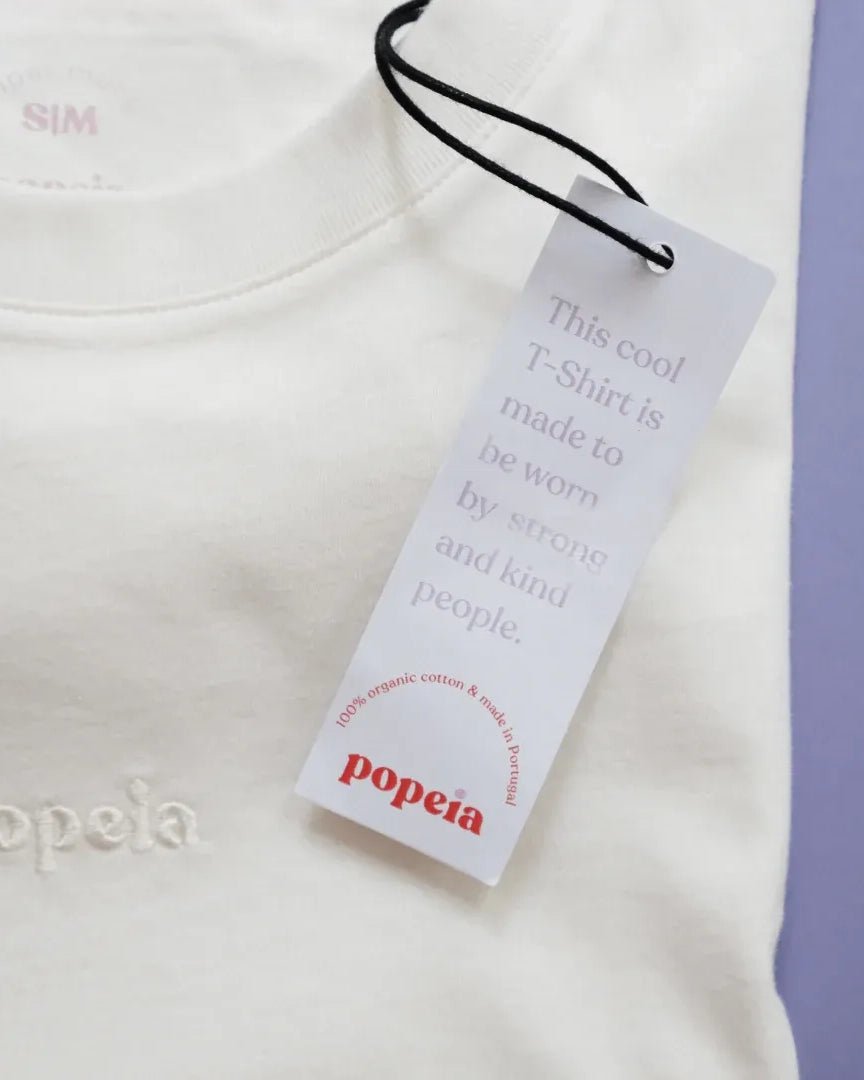 S|M
This cool
T-Shirt is
made to
be worn
by strong
and kind
people.
100% organic cotton & made in Portugal
popeia
opeia